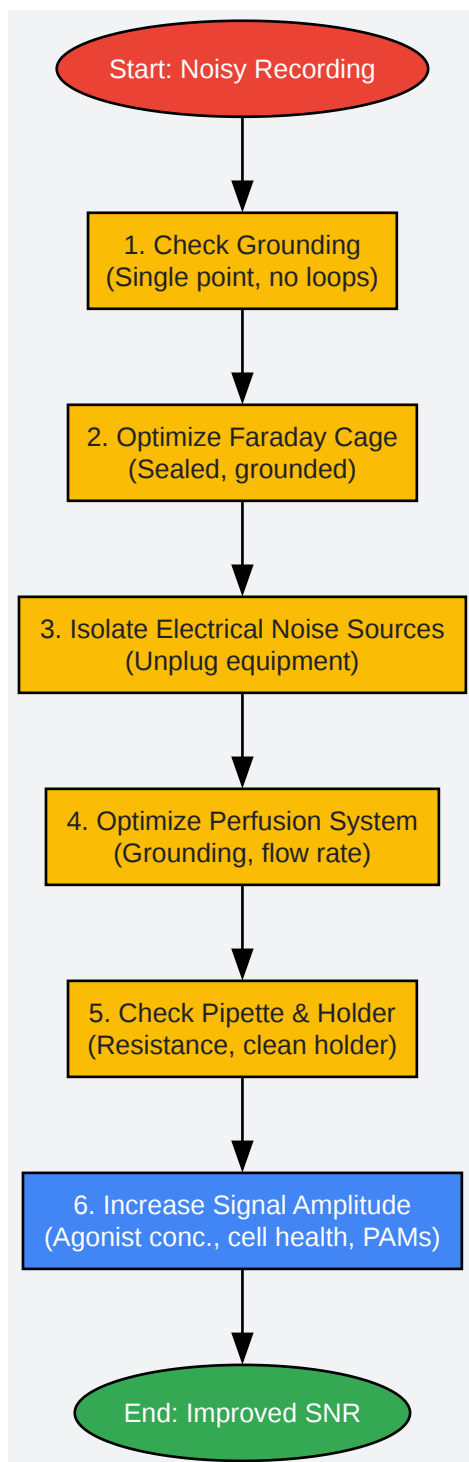 Start: Noisy Recording
1. Check Grounding
(Single point, no loops)
2. Optimize Faraday Cage
(Sealed, grounded)
3. Isolate Electrical Noise Sources
(Unplug equipment)
4. Optimize Perfusion System
(Grounding, flow rate)
5. Check Pipette & Holder
(Resistance, clean holder)
6. Increase Signal Amplitude
(Agonist conc., cell health, PAMs)
End: Improved SNR